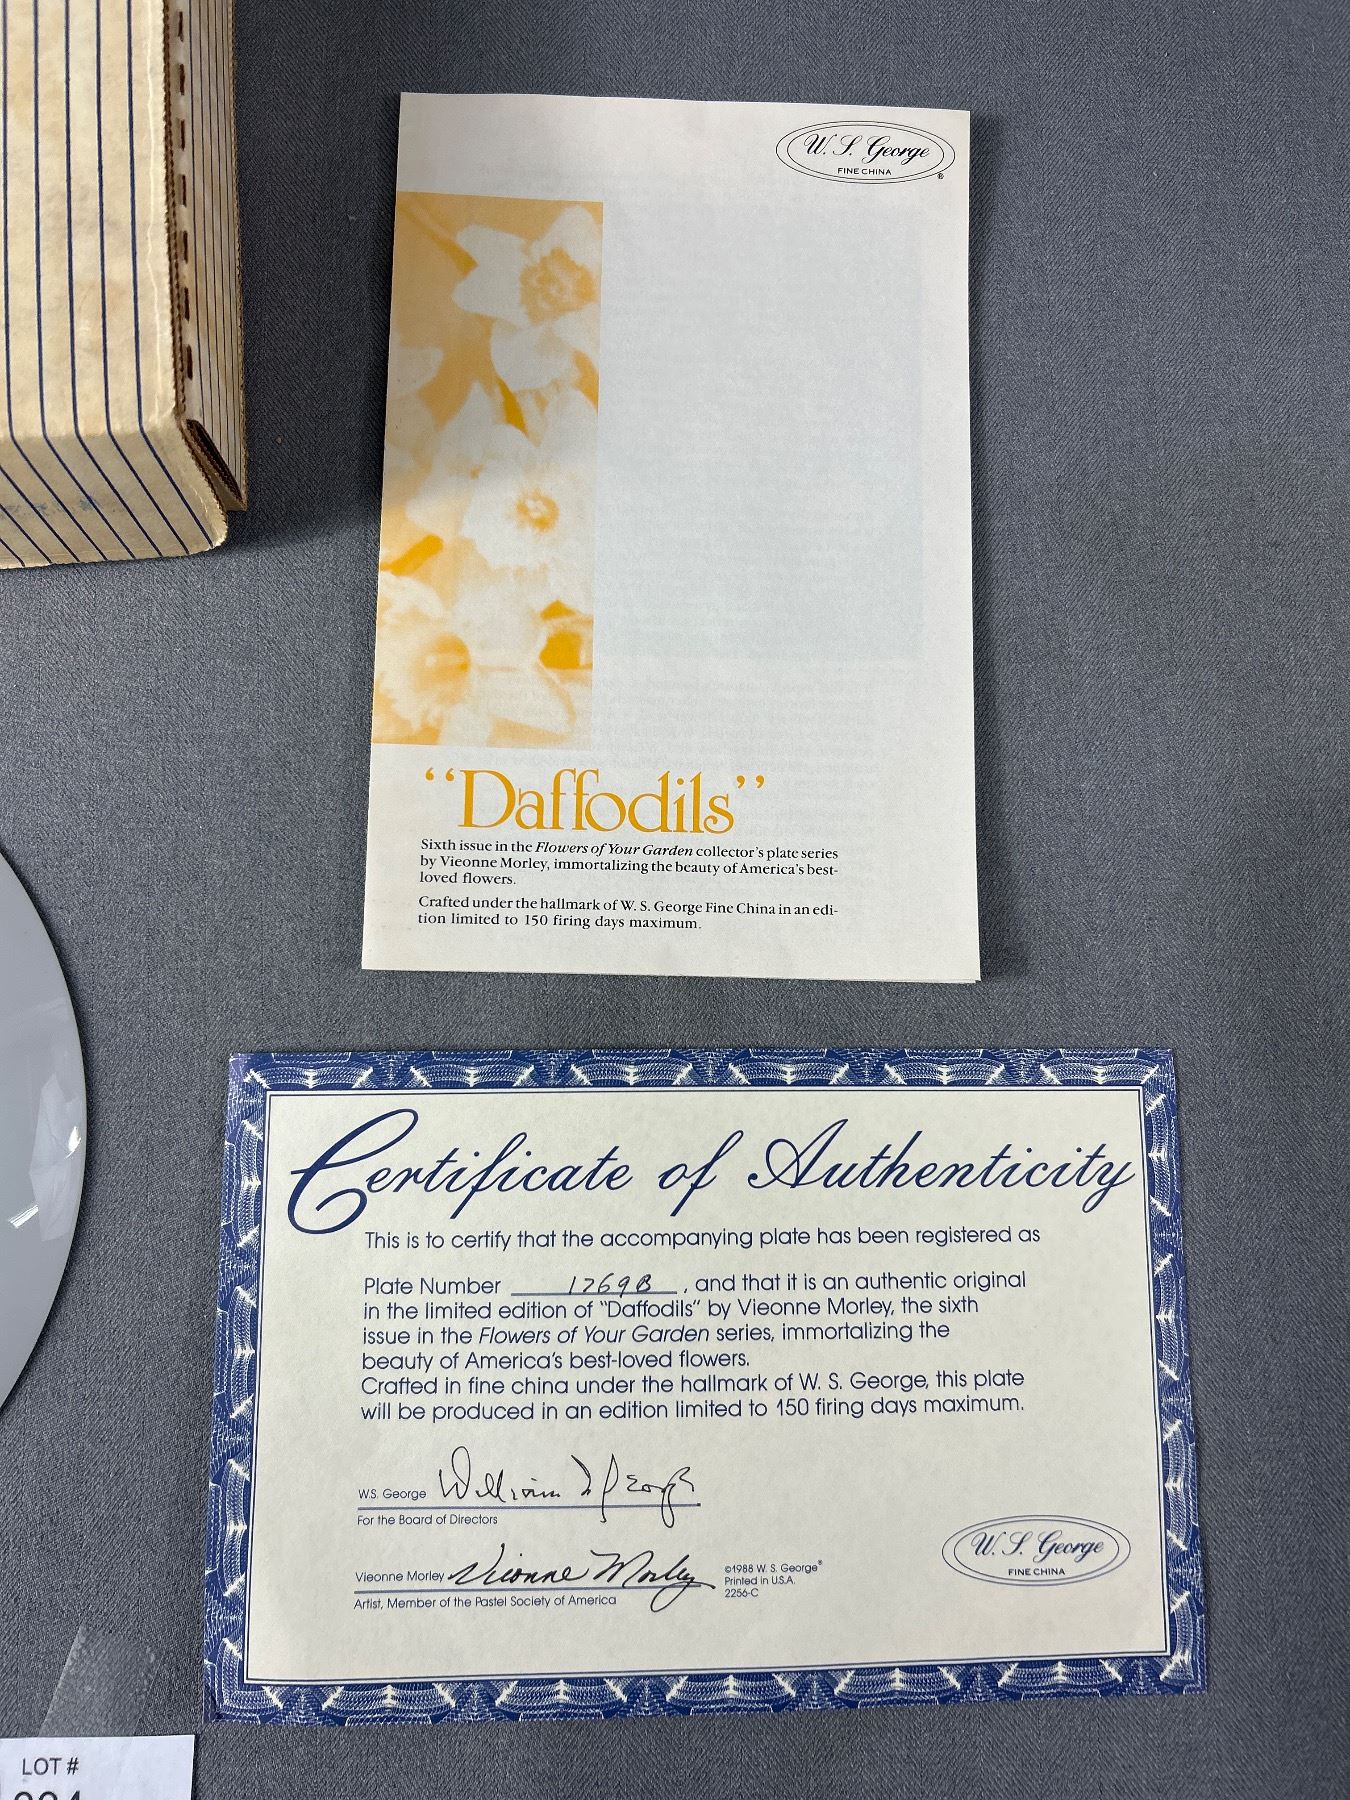 W. S. George
FINE CHINA
®
“Daffodils”
Sixth issue in the Flowers of Your Garden collector's plate series
by Vieonne Morley, immortalizing the beauty of America's best-
loved flowers.
Crafted under the hallmark of W. S. George Fine China in an edi-
tion limited to 150 firing days maximum.
Certificate of Authenticity
This is to certify that the accompanying plate has been registered as
Plate Number 1769B, and that it is an authentic original
in the limited edition of "Daffodils" by Vieonne Morley, the sixth
issue in the Flowers of Your Garden series, immortalizing the
beauty of America's best-loved flowers.
Crafted in fine china under the hallmark of W. S. George, this plate
will be produced in an edition limited to 150 firing days maximum.
W.S. George William S George
For the Board of Directors
Vieonne Morley Vieonne Morley
Artist, Member of the Pastel Society of America
©1988 W. S. George®
Printed in U.S.A.
2256-C
W. S. George
FINE CHINA
LOT #